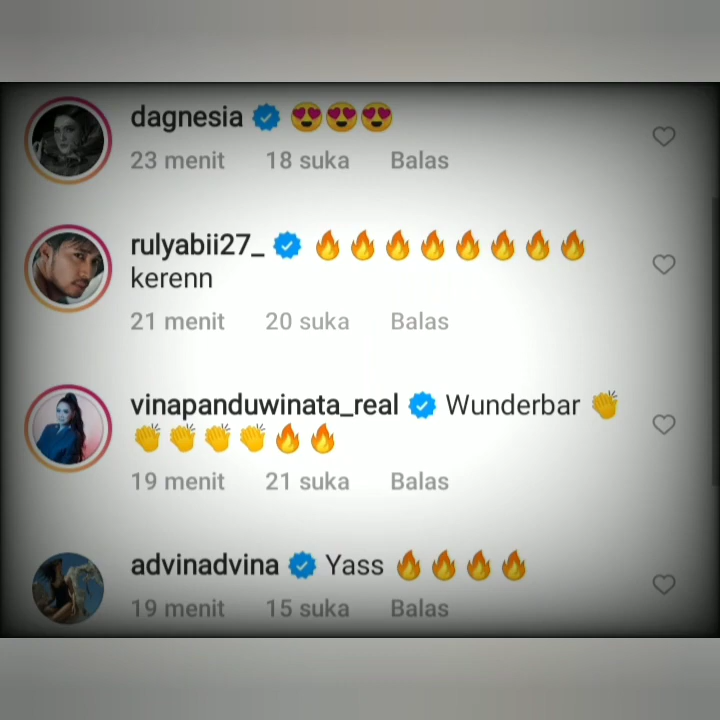 dagnesia 😍😍😍
23 menit 18 suka Balas
rulyabii27_ 🔥🔥🔥🔥🔥🔥🔥🔥
kerenn
21 menit 20 suka Balas
vinapanduwinata_real Wunderbar 👏
👏👏👏👏🔥🔥
19 menit 21 suka Balas
advinadvina Yass 🔥🔥🔥🔥
19 menit 15 suka Balas